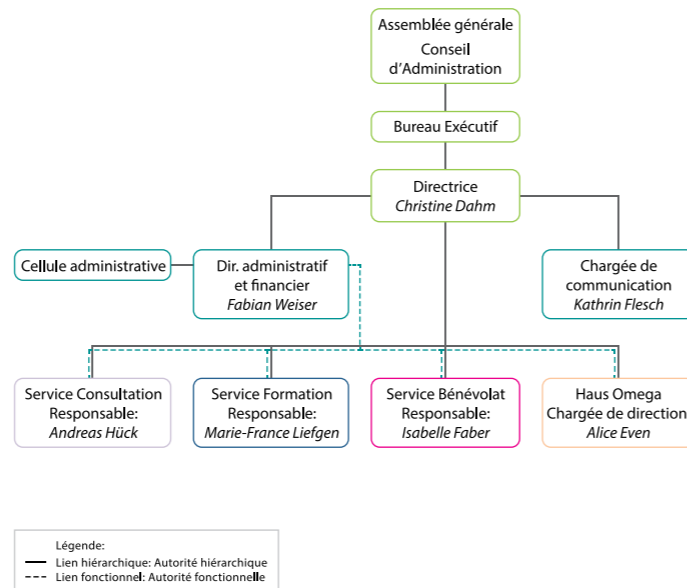 Assemblée générale
Conseil
d'Administration
Bureau Exécutif
Directrice
Christine Dahm
Cellule administrative
Dir. administratif
et financier
Fabian Weiser
Chargée de
communication
Kathrin Flesch
Service Consultation
Responsable:
Andreas Hück
Service Formation
Responsable:
Marie-France Liefgen
Service Bénévolat
Responsable:
Isabelle Faber
Haus Omega
Chargée de direction
Alice Even
Légende:
Lien hiérarchique: Autorité hiérarchique
Lien fonctionnel: Autorité fonctionnelle